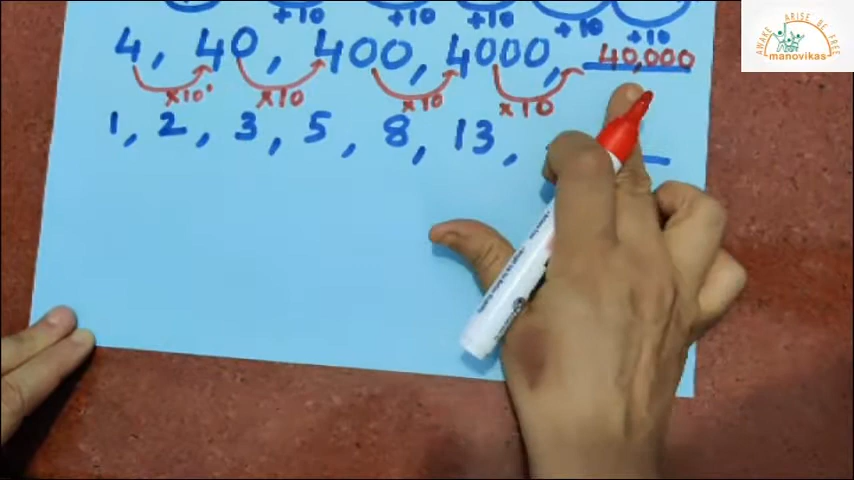 +10 +10 +10 +10 +10
4, 40, 400, 4000, 40,000
×10 ×10 ×10 ×10
1, 2, 3, 5, 8, 13,
AWAKE ARISE BE FREE
manovikas